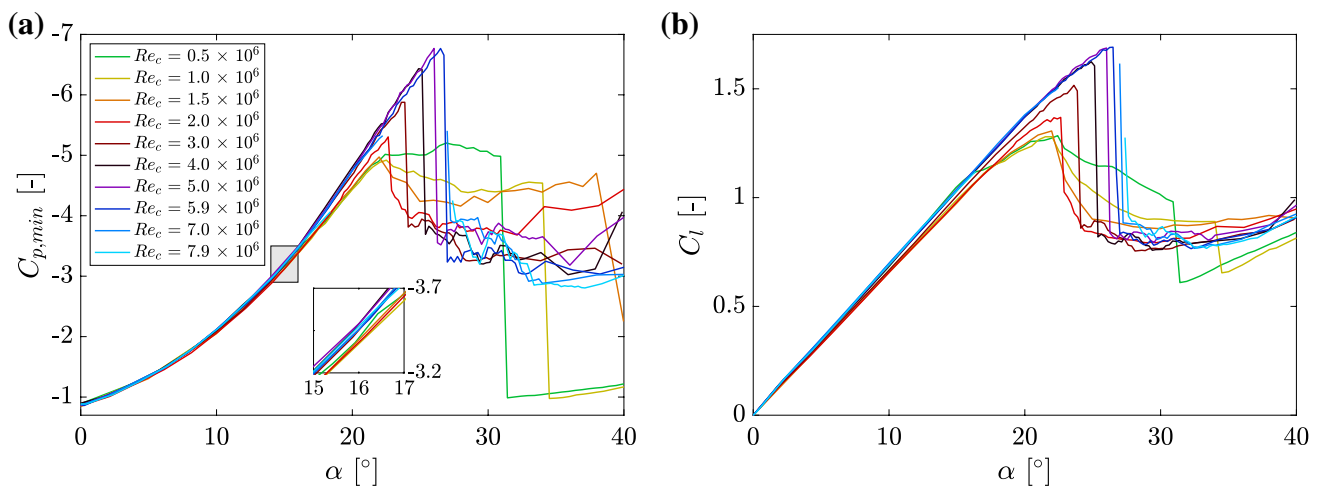 (a)
-7
-6
-5
-4
-3
-2
-1
C_{p,min} [-]
Re_c = 0.5 × 10^6
Re_c = 1.0 × 10^6
Re_c = 1.5 × 10^6
Re_c = 2.0 × 10^6
Re_c = 3.0 × 10^6
Re_c = 4.0 × 10^6
Re_c = 5.0 × 10^6
Re_c = 5.9 × 10^6
Re_c = 7.0 × 10^6
Re_c = 7.9 × 10^6
-3.7
-3.2
15 16 17
0 10 20 30 40
α [°]
(b)
1.5
1
0.5
0
C_l [-]
0 10 20 30 40
α [°]